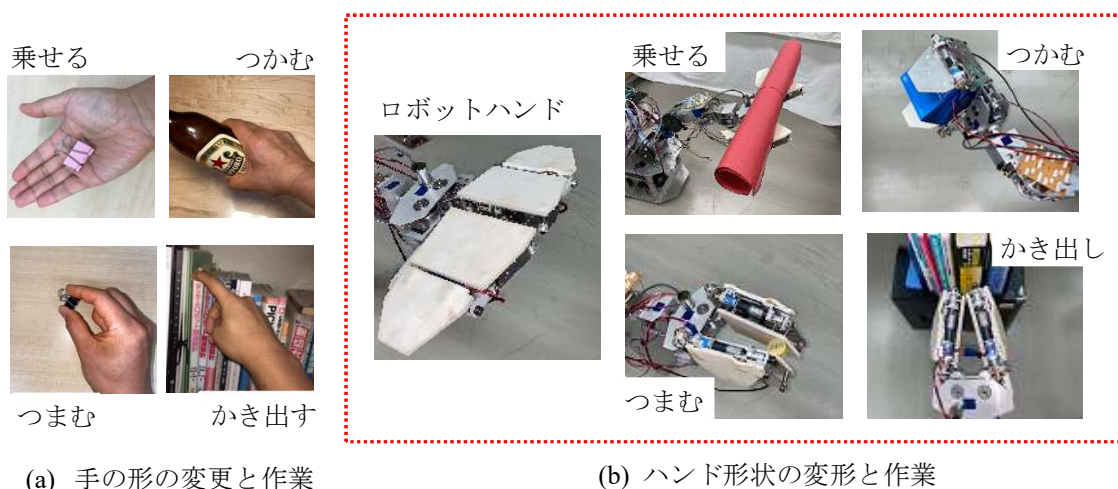 乗せる
つかむ
つまむ
かき出す
(a) 手の形の変更と作業
ロボットハンド
乗せる
つかむ
つまむ
かき出し
(b) ハンド形状の変形と作業